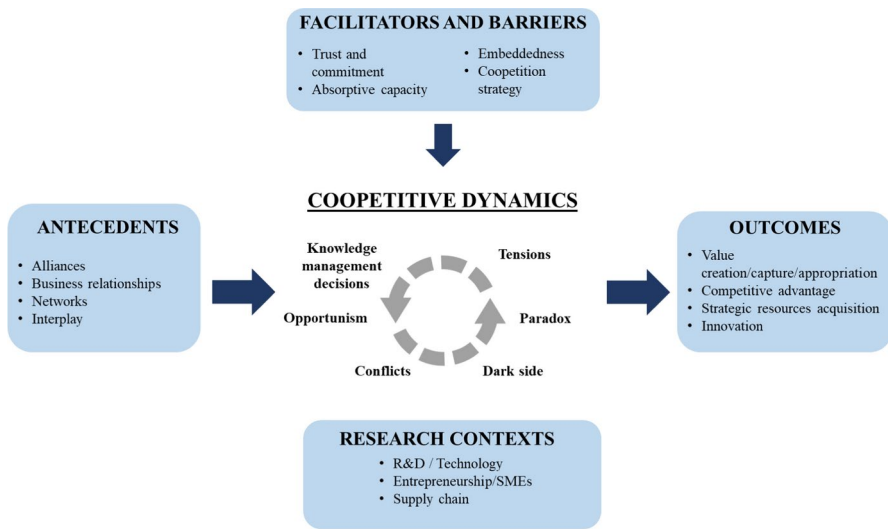 FACILITATORS AND BARRIERS
• Trust and
commitment
• Absorptive capacity
• Embeddedness
• Coopetition
strategy
COOPETITIVE DYNAMICS
ANTECEDENTS
• Alliances
• Business relationships
• Networks
• Interplay
Knowledge
management
decisions
Tensions
Opportunism
Paradox
Conflicts
Dark side
OUTCOMES
• Value
creation/capture/appropriation
• Competitive advantage
• Strategic resources acquisition
• Innovation
RESEARCH CONTEXTS
• R&D / Technology
• Entrepreneurship/SMEs
• Supply chain